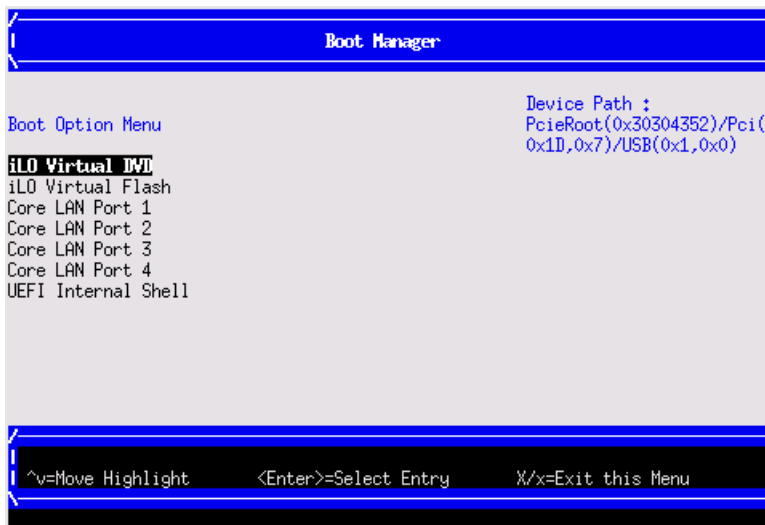 Boot Manager
Device Path :
Boot Option Menu
PcieRoot(0x30304352)/Pci(
0x1D,0x7)/USB(0x1,0x0)
iLO Virtual DVD
iLO Virtual Flash
Core LAN Port 1
Core LAN Port 2
Core LAN Port 3
Core LAN Port 4
UEFI Internal Shell
^v=Move Highlight <Enter>=Select Entry X/x=Exit this Menu